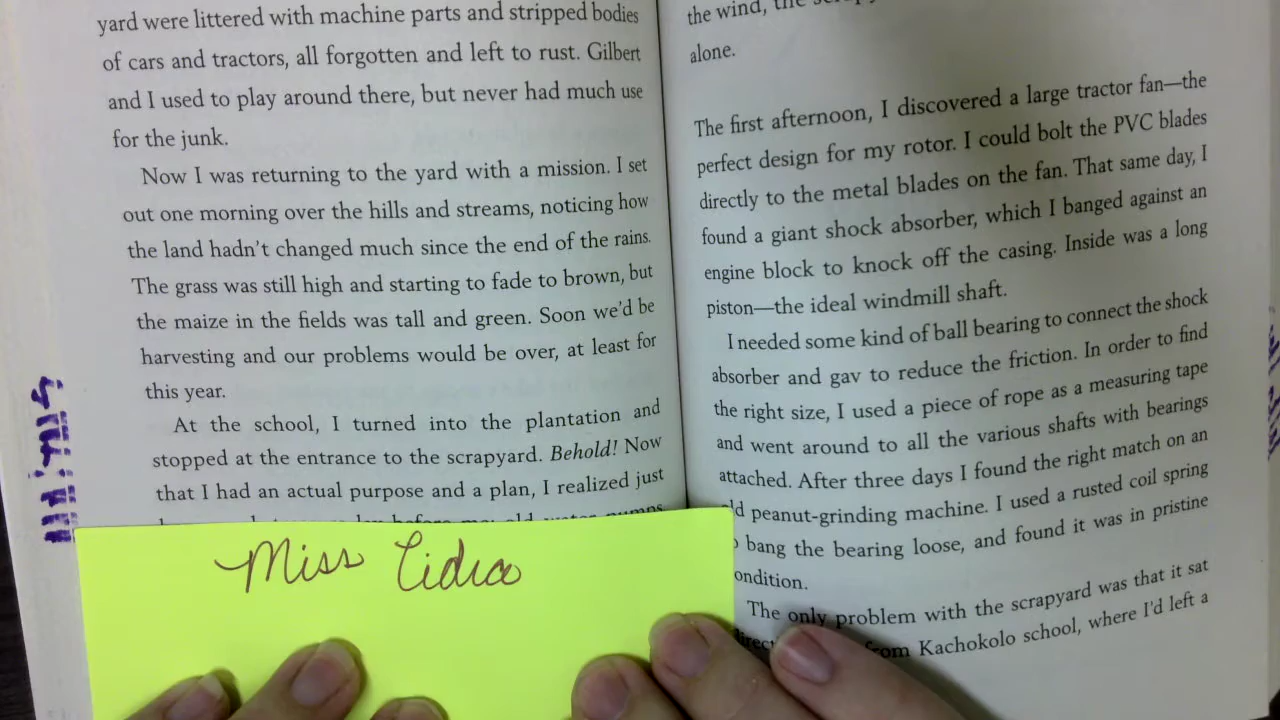 yard were littered with machine parts and stripped bodies
of cars and tractors, all forgotten and left to rust. Gilbert
and I used to play around there, but never had much use
for the junk.
Now I was returning to the yard with a mission. I set
out one morning over the hills and streams, noticing how
the land hadn't changed much since the end of the rains.
The grass was still high and starting to fade to brown, but
the maize in the fields was tall and green. Soon we'd be
harvesting and our problems would be over, at least for
this year.
At the school, I turned into the plantation and
stopped at the entrance to the scrapyard. Behold! Now
that I had an actual purpose and a plan, I realized just
Miss
the wind, the
alone.
The first afternoon, I discovered a large tractor fan—the
perfect design for my rotor. I could bolt the PVC blades
directly to the metal blades on the fan. That same day, I
found a giant shock absorber, which I banged against an
engine block to knock off the casing. Inside was a long
piston—the ideal windmill shaft.
I needed some kind of ball bearing to connect the shock
absorber and gav to reduce the friction. In order to find
the right size, I used a piece of rope as a measuring tape
and went around to all the various shafts with bearings
attached. After three days I found the right match on an
peanut-grinding machine. I used a rusted coil spring
bang the bearing loose, and found it was in pristine
ondition.
The only problem with the scrapyard was that it sat
from Kachokolo school, where I'd left a